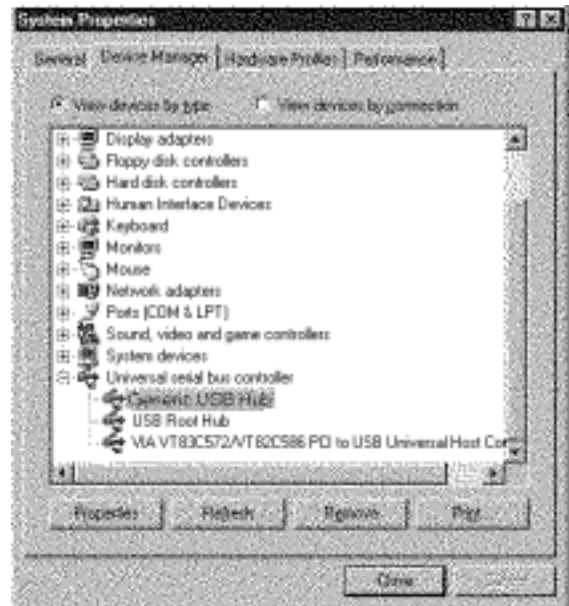 System Properties
General Device Manager Hardware Profiles Performance
View devices by type View devices by connection
Display adapters
Floppy disk controllers
Hard disk controllers
Human Interface Devices
Keyboard
Monitors
Mouse
Network adapters
Ports (COM & LPT)
Sound, video and game controllers
System devices
Universal serial bus controller
Generic USB Hub
USB Root Hub
VIA VT83C572/VT82C586 PCI to USB Universal Host Con
Properties Refresh Remove Print
Close